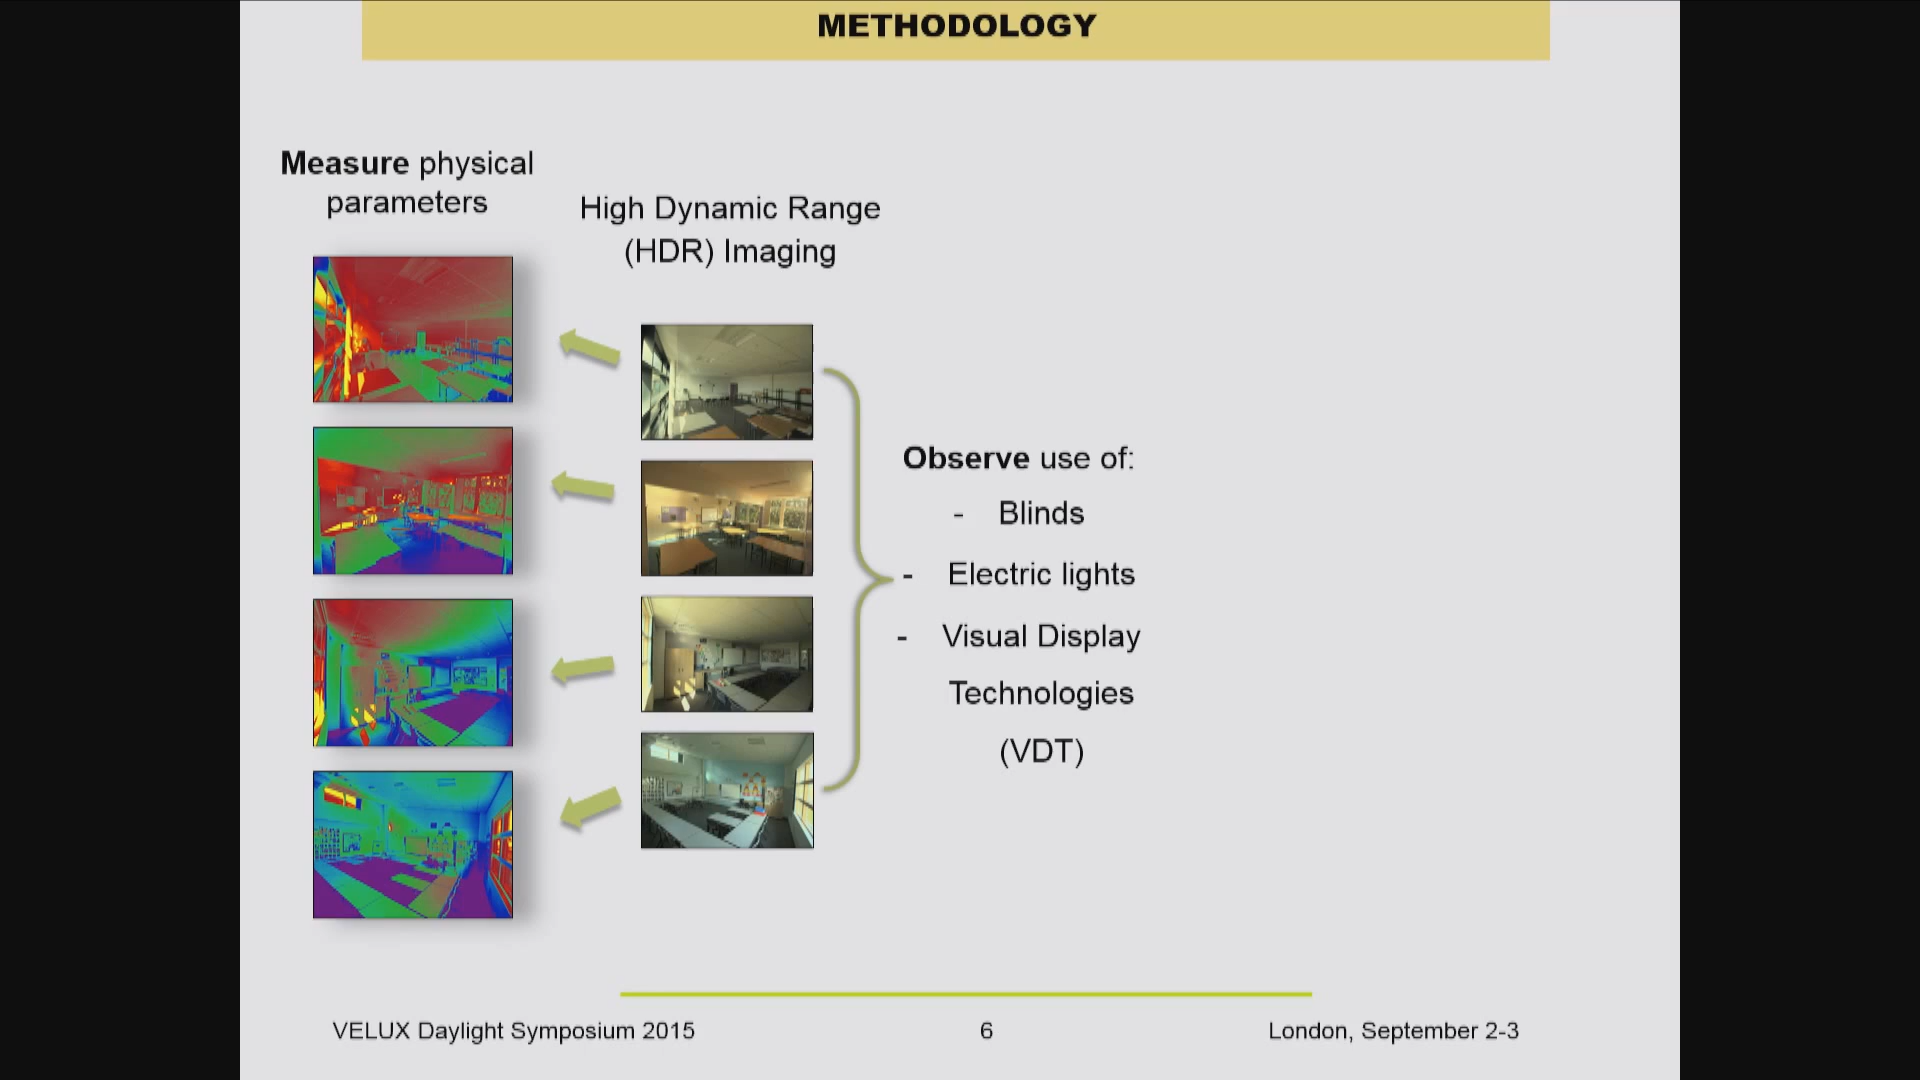 METHODOLOGY
Measure physical
parameters
High Dynamic Range
(HDR) Imaging
Observe use of:
- Blinds
- Electric lights
- Visual Display
Technologies
(VDT)
VELUX Daylight Symposium 2015
6
London, September 2-3